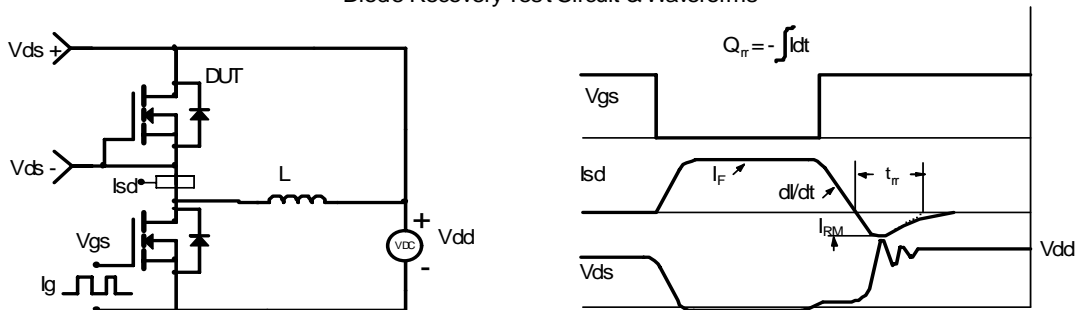 Diode Recovery Test Circuit & Waveforms
Vds +
DUT
Vds -
Isd
L
Vgs
Ig
+
VDC
-
Vdd
Qrr = - ∫ Idt
Vgs
Isd
IF
dI/dt
trr
IRM
Vdd
Vds